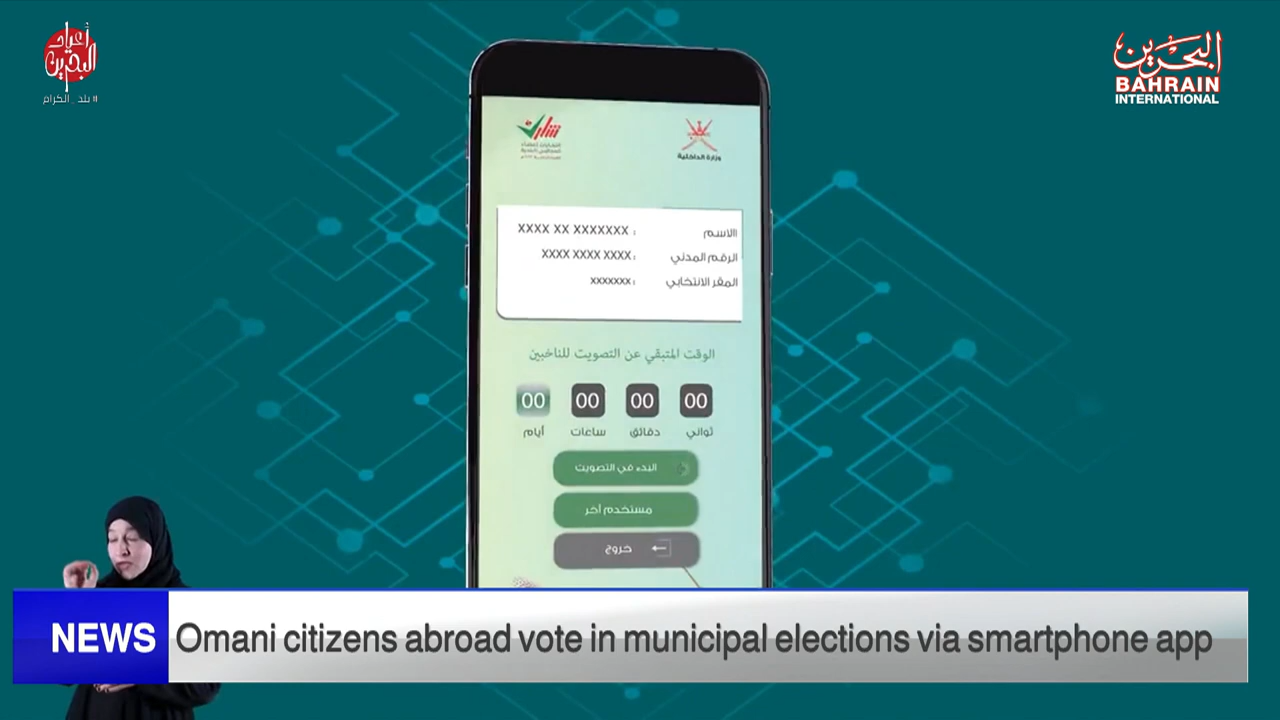 أعياد
البحرين
# بلد _ الكرام
البحرين
BAHRAIN
INTERNATIONAL
شارك
وزارة الداخلية
الاسم : XXXX XX XXXXXXX
الرقم المدني : XXXX XXXX XXXX
المقر الانتخابي : xxxxxxx
الوقت المتبقي عن التصويت للناخبين
00 00 00 00
ثواني دقائق ساعات أيام
البدء في التصويت
مستخدم آخر
خروج
NEWS
Omani citizens abroad vote in municipal elections via smartphone app